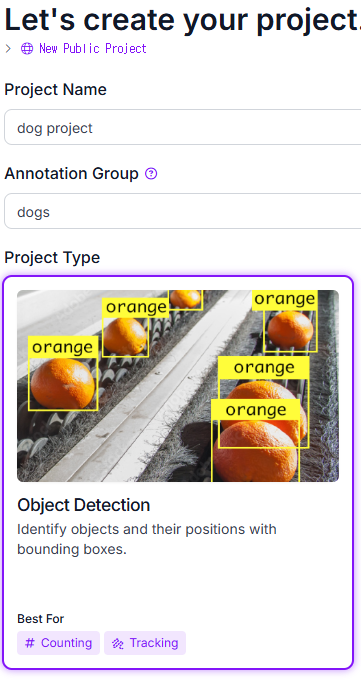 Let's create your project.
New Public Project
Project Name
dog project
Annotation Group
dogs
Project Type
orange
orange
orange
orange
orange
Object Detection
Identify objects and their positions with
bounding boxes.
Best For
# Counting
Tracking